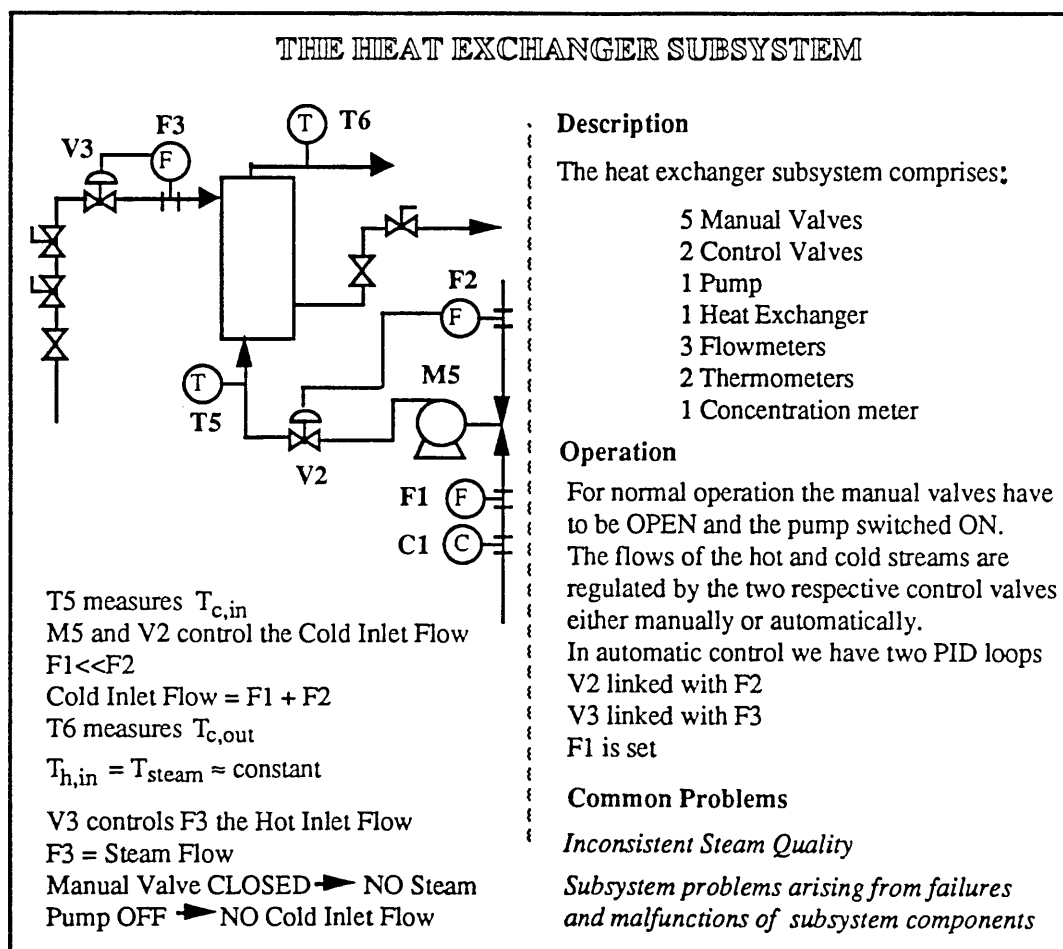 THE HEAT EXCHANGER SUBSYSTEM
F3
V3
F
T
T6
F2
F
T
T5
M5
V2
F1
F
C1
C
T5 measures Tc,in
M5 and V2 control the Cold Inlet Flow
F1<<F2
Cold Inlet Flow = F1 + F2
T6 measures Tc,out
Th,in = Tsteam ≈ constant
V3 controls F3 the Hot Inlet Flow
F3 = Steam Flow
Manual Valve CLOSED → NO Steam
Pump OFF → NO Cold Inlet Flow
Description
The heat exchanger subsystem comprises:
5 Manual Valves
2 Control Valves
1 Pump
1 Heat Exchanger
3 Flowmeters
2 Thermometers
1 Concentration meter
Operation
For normal operation the manual valves have
to be OPEN and the pump switched ON.
The flows of the hot and cold streams are
regulated by the two respective control valves
either manually or automatically.
In automatic control we have two PID loops
V2 linked with F2
V3 linked with F3
F1 is set
Common Problems
Inconsistent Steam Quality
Subsystem problems arising from failures
and malfunctions of subsystem components